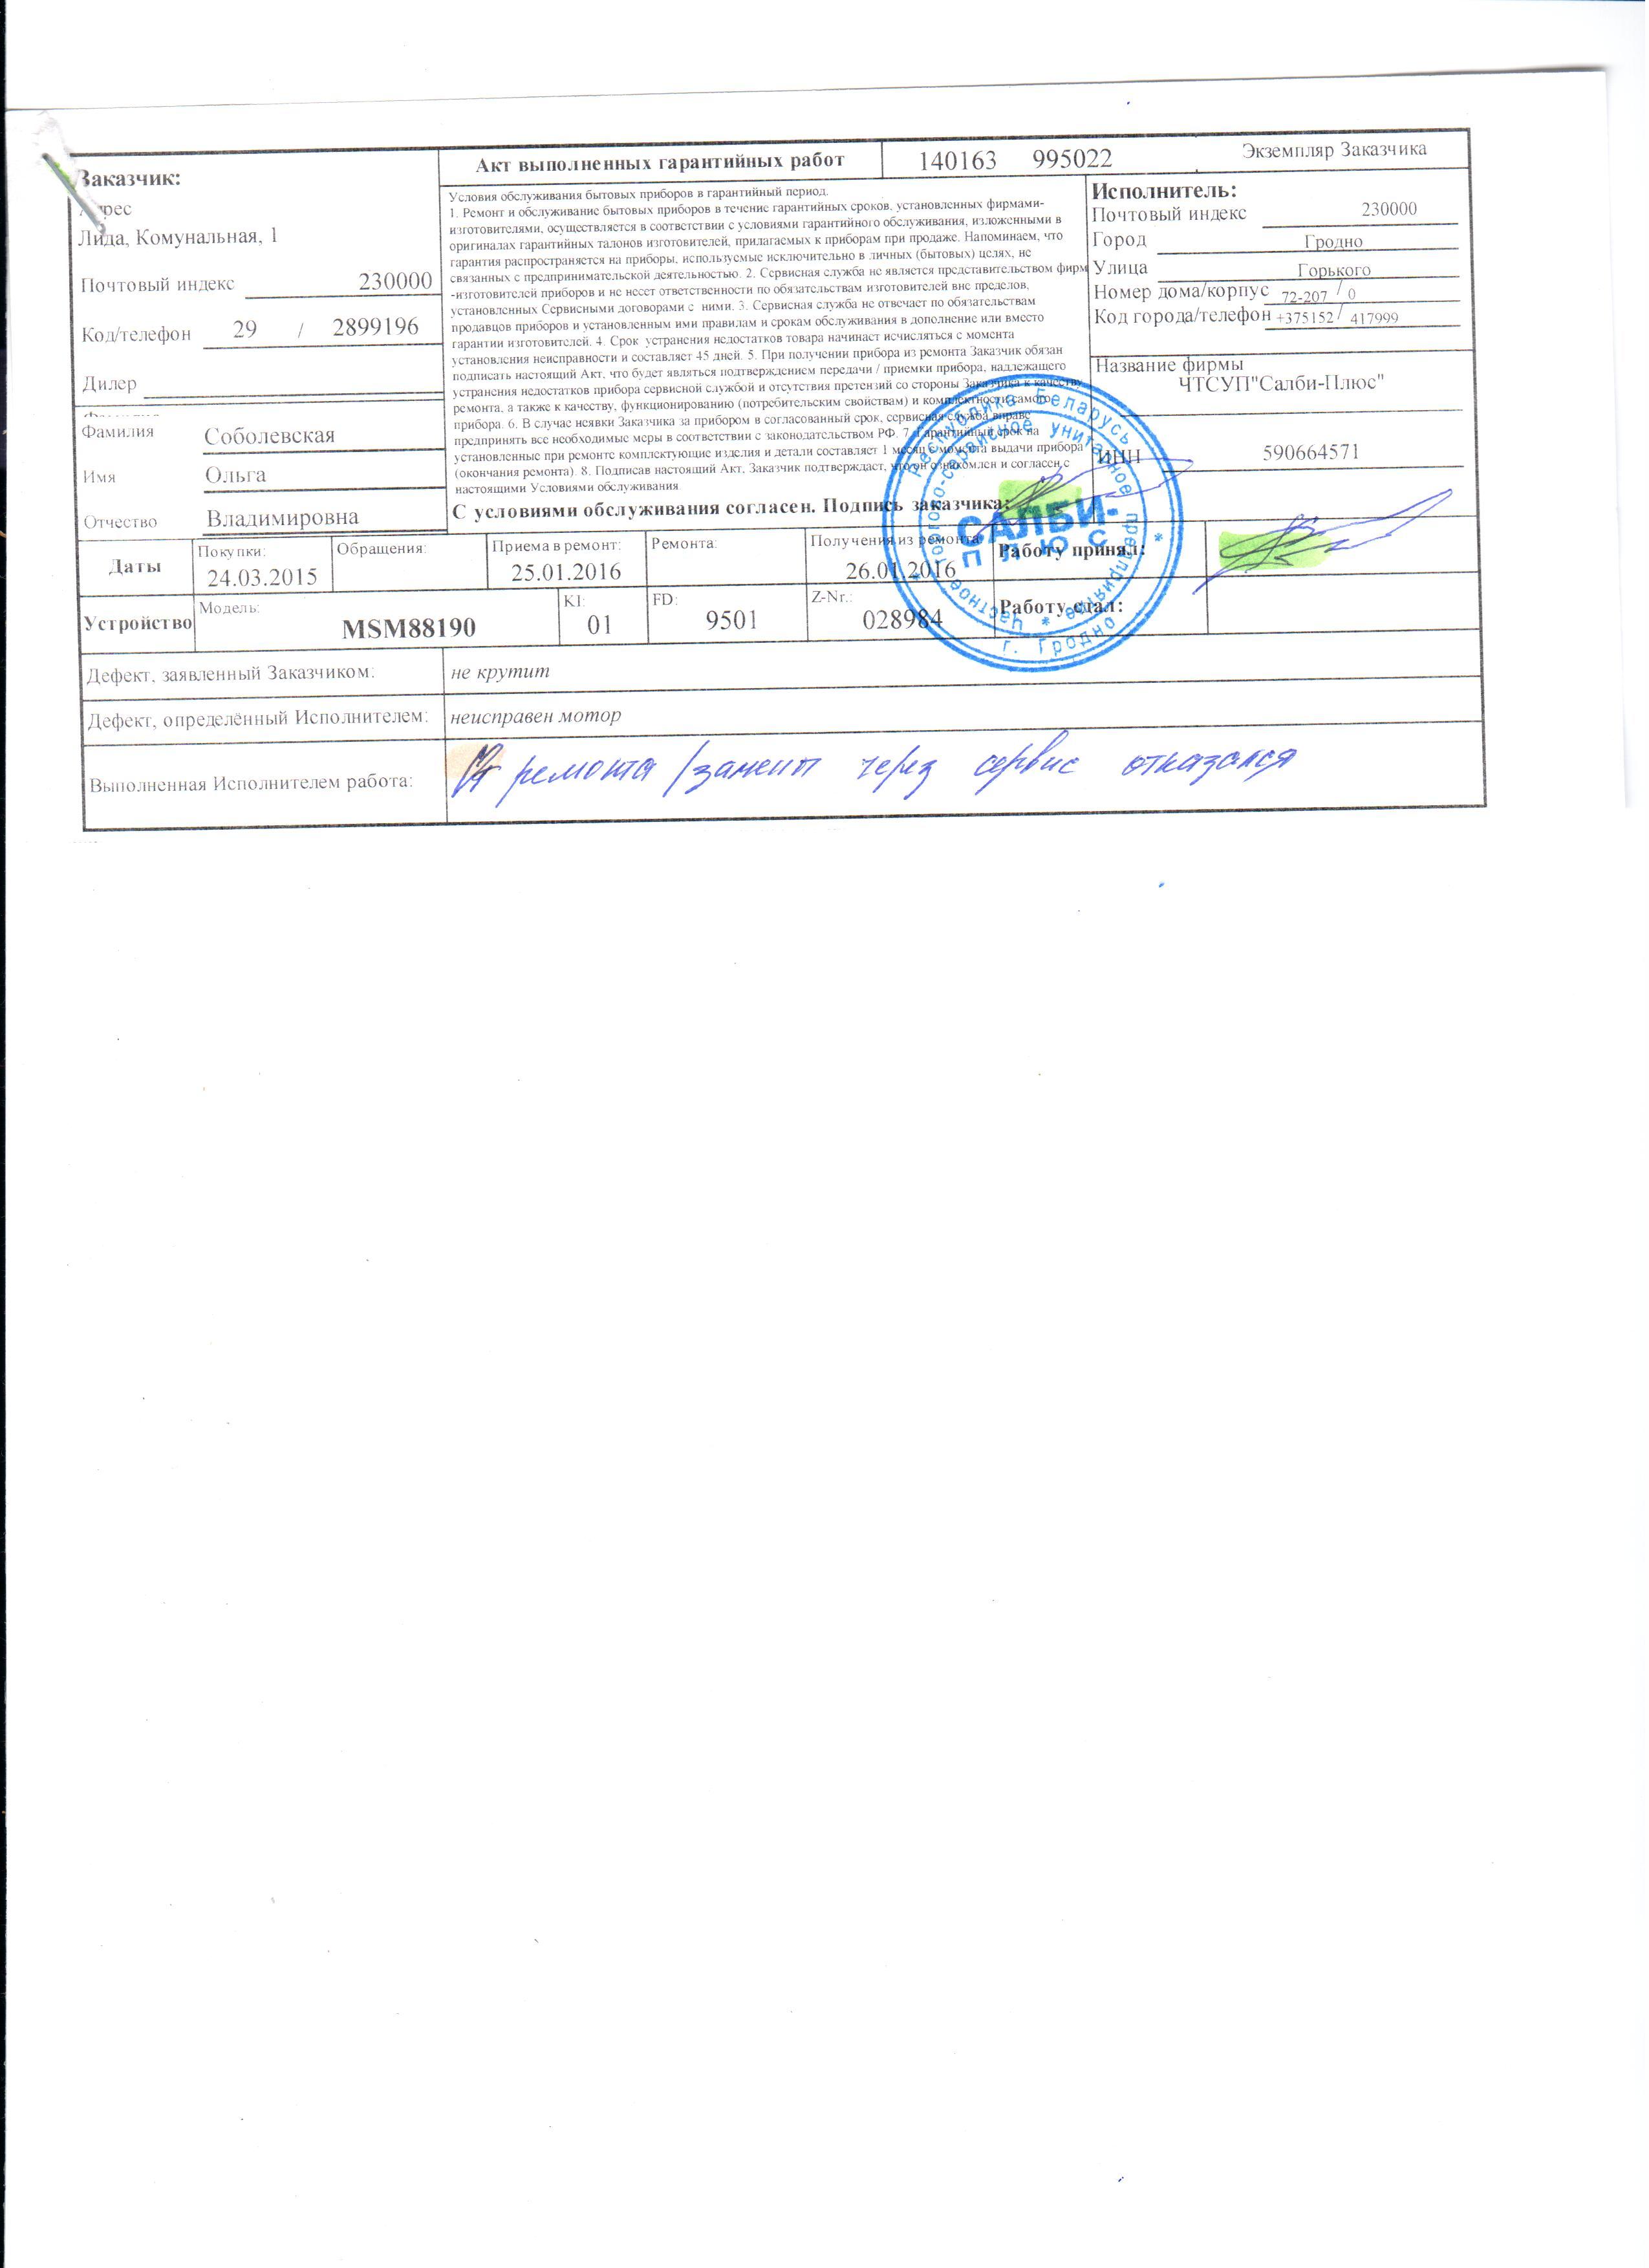 Заказчик:
Адрес
Лида, Комунальная, 1
Почтовый индекс 230000
Код/телефон 29 / 2899196
Дилер
Фамилия Соболевская
Имя Ольга
Отчество Владимировна
Акт выполненных гарантийных работ 140163 995022 Экземпляр Заказчика
Условия обслуживания бытовых приборов в гарантийный период.
1. Ремонт и обслуживание бытовых приборов в течение гарантийных сроков, установленных фирмами-
изготовителями, осуществляется в соответствии с условиями гарантийного обслуживания, изложенными в
оригиналах гарантийных талонов изготовителей, прилагаемых к приборам при продаже. Напоминаем, что
гарантия распространяется на приборы, используемые исключительно в личных (бытовых) целях, не
связанных с предпринимательской деятельностью. 2. Сервисная служба не является представительством фирм
-изготовителей приборов и не несет ответственности по обязательствам изготовителей вне пределов,
установленных Сервисными договорами с ними. 3. Сервисная служба не отвечает по обязательствам
продавцов приборов и установленным ими правилам и срокам обслуживания в дополнение или вместо
гарантии изготовителей. 4. Срок устранения недостатков товара начинает исчисляться с момента
установления неисправности и составляет 45 дней. 5. При получении прибора из ремонта Заказчик обязан
подписать настоящий Акт, что будет являться подтверждением передачи / приемки прибора, надлежащего
устранения недостатков прибора сервисной службой и отсутствия претензий со стороны Заказчика к качеству
ремонта, а также к качеству, функционированию (потребительским свойствам) и комплектности самого
прибора. 6. В случае неявки Заказчика за прибором в согласованный срок, сервисная служба вправе
предпринять все необходимые меры в соответствии с законодательством РФ. 7. Гарантийный срок на
установленные при ремонте комплектующие изделия и детали составляет 1 месяц с момента выдачи прибора
(окончания ремонта). 8. Подписав настоящий Акт, Заказчик подтверждает, что он ознакомлен и согласен с
настоящими Условиями обслуживания.
С условиями обслуживания согласен. Подпись заказчика:
Исполнитель:
Почтовый индекс 230000
Город Гродно
Улица Горького
Номер дома/корпус 72-207 / 0
Код города/телефон +375152 / 417999
Название фирмы
ЧТСУП"Салби-Плюс"
ИНН 590664571
Республика Беларусь
Частное торгово-сервисное унитарное предприятие
САЛБИ-
ПЛЮС
г. Гродно
Даты Покупки: Обращения: Приема в ремонт: Ремонта: Получения из ремонта: Работу принял:
24.03.2015 25.01.2016 26.01.2016
Устройство Модель: KI: FD: Z-Nr.: Работу сдал:
MSM88190 01 9501 028984
Дефект, заявленный Заказчиком: не крутит
Дефект, определённый Исполнителем: неисправен мотор
Выполненная Исполнителем работа: От ремонта /замены через сервис отказался